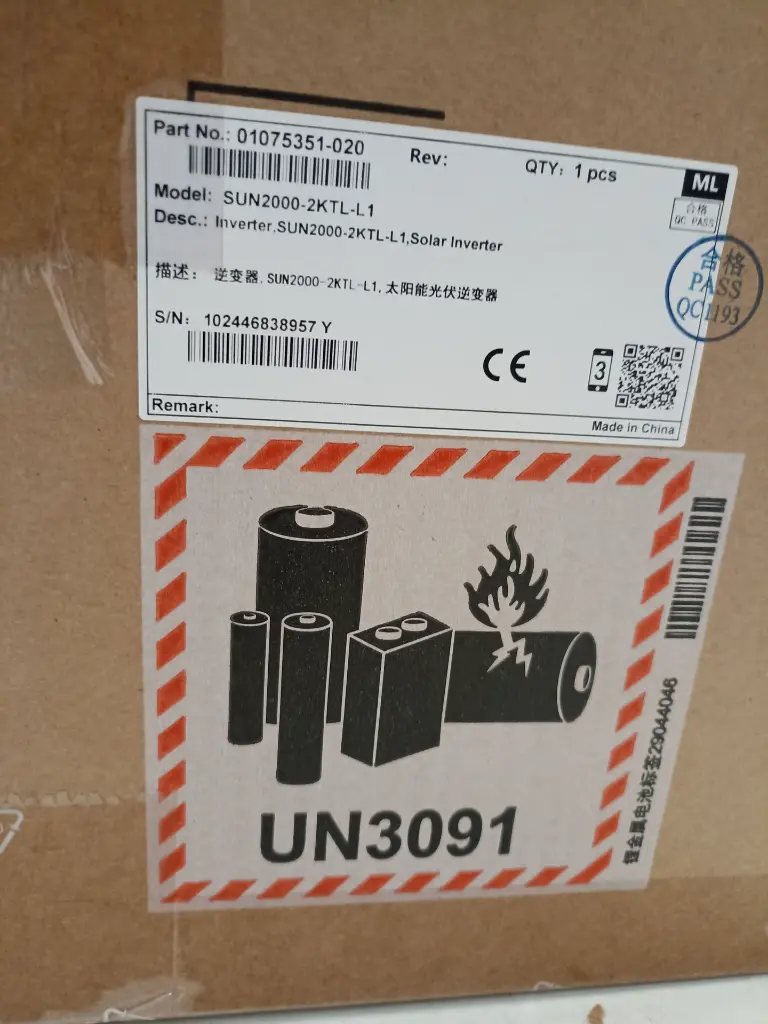 Part No.: 01075351-020
Rev:
QTY: 1 pcs
ML
Model: SUN2000-2KTL-L1
合格
QC PASS
Desc.: Inverter,SUN2000-2KTL-L1,Solar Inverter
合格
PASS
QC1193
描述： 逆变器,SUN2000-2KTL-L1,太阳能光伏逆变器
S/N: 102446838957 Y
CE
3
Remark:
Made in China
UN3091
锂金属电池标签29044046